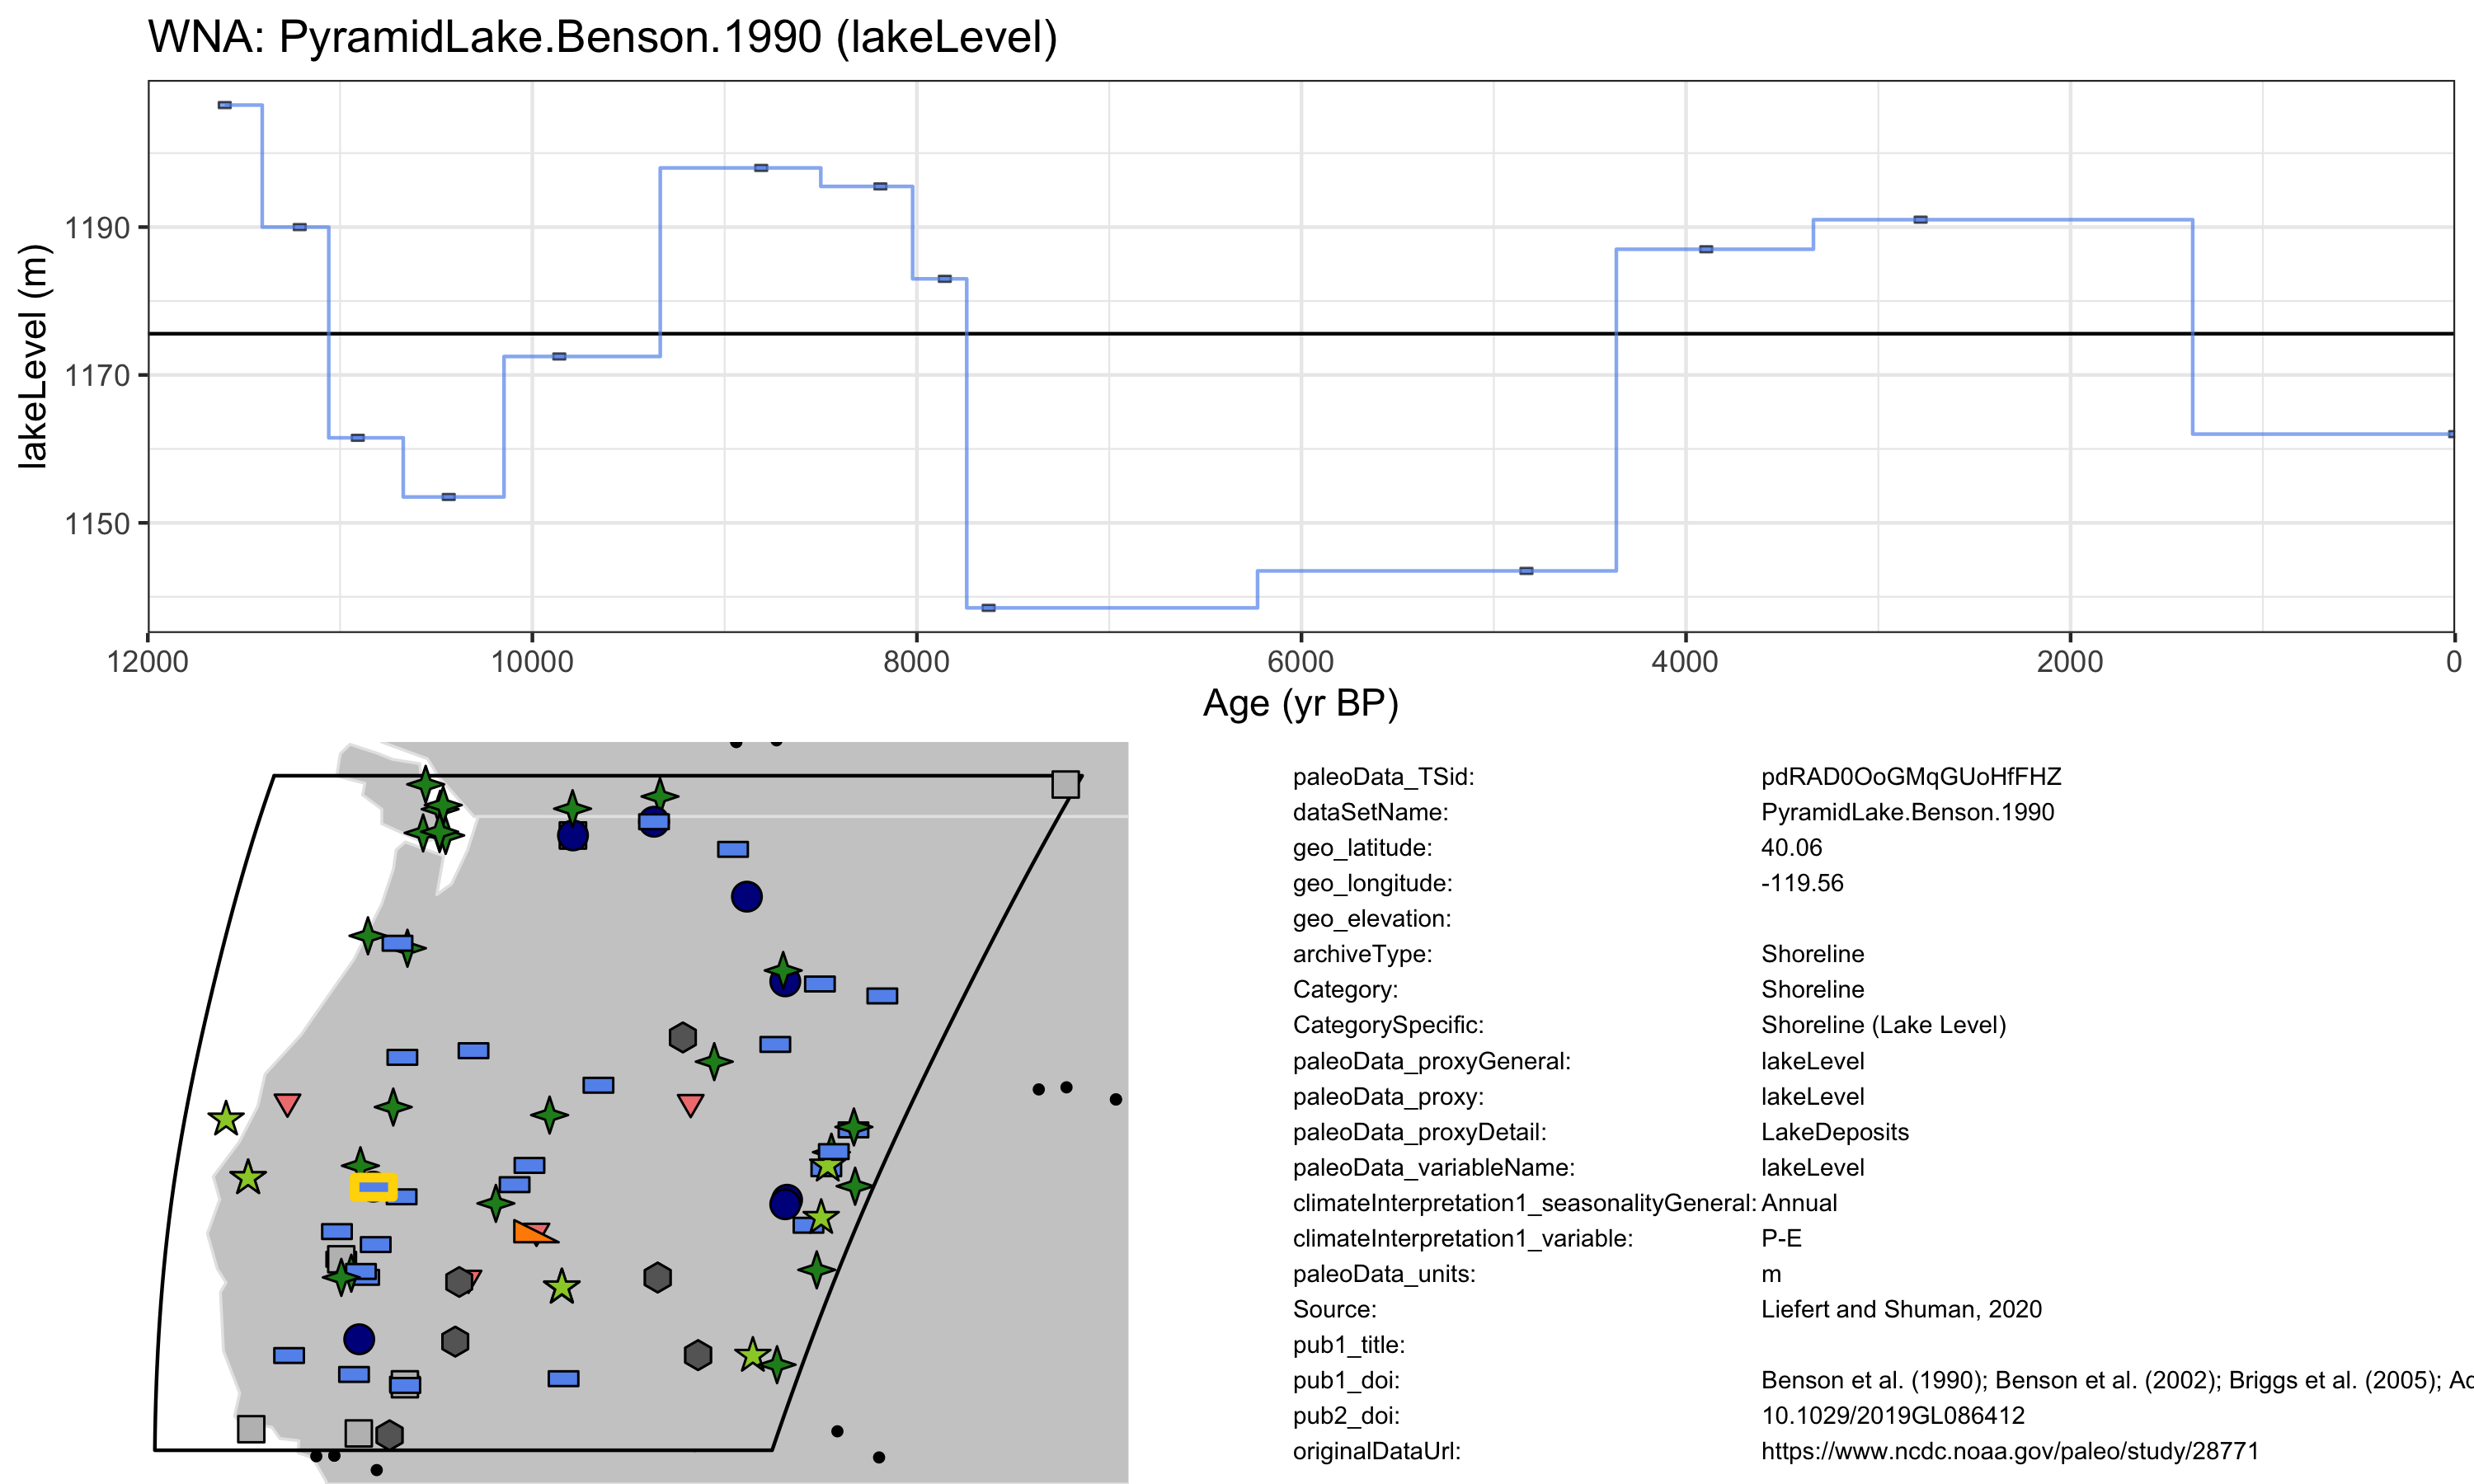 WNA: PyramidLake.Benson.1990 (lakeLevel)
lakeLevel (m)
1190
1170
1150
12000 10000 8000 6000 4000 2000 0
Age (yr BP)
paleoData_TSid: pdRAD0OoGMqGUoHfFHZ
dataSetName: PyramidLake.Benson.1990
geo_latitude: 40.06
geo_longitude: -119.56
geo_elevation:
archiveType: Shoreline
Category: Shoreline
CategorySpecific: Shoreline (Lake Level)
paleoData_proxyGeneral: lakeLevel
paleoData_proxy: lakeLevel
paleoData_proxyDetail: LakeDeposits
paleoData_variableName: lakeLevel
climateInterpretation1_seasonalityGeneral: Annual
climateInterpretation1_variable: P-E
paleoData_units: m
Source: Liefert and Shuman, 2020
pub1_title:
pub1_doi: Benson et al. (1990); Benson et al. (2002); Briggs et al. (2005);
pub2_doi: 10.1029/2019GL086412
originalDataUrl: https://www.ncdc.noaa.gov/paleo/study/28771